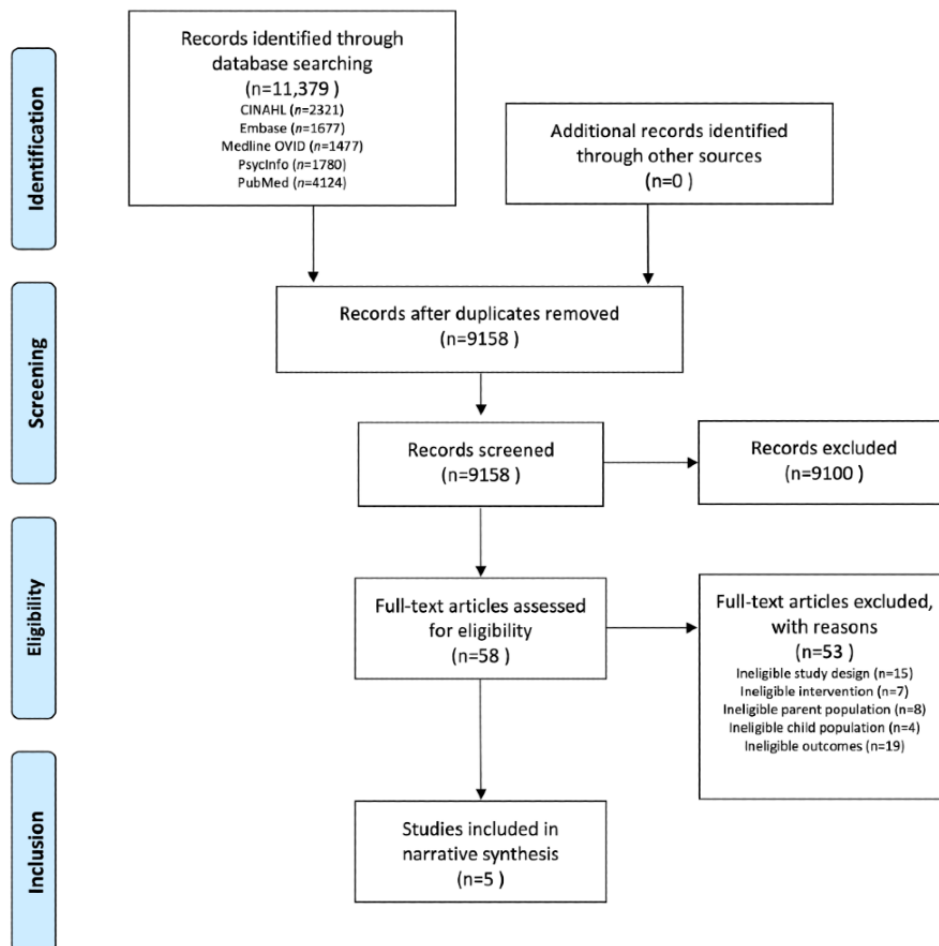 Identification
Records identified through
database searching
(n=11,379 )
CINAHL (n=2321)
Embase (n=1677)
Medline OVID (n=1477)
PsycInfo (n=1780)
PubMed (n=4124)
Additional records identified
through other sources
(n=0 )
Screening
Records after duplicates removed
(n=9158 )
Records screened
(n=9158 )
Records excluded
(n=9100 )
Eligibility
Full-text articles assessed
for eligibility
(n=58 )
Full-text articles excluded,
with reasons
(n=53 )
Ineligible study design (n=15)
Ineligible intervention (n=7)
Ineligible parent population (n=8)
Ineligible child population (n=4)
Ineligible outcomes (n=19)
Inclusion
Studies included in
narrative synthesis
(n=5 )